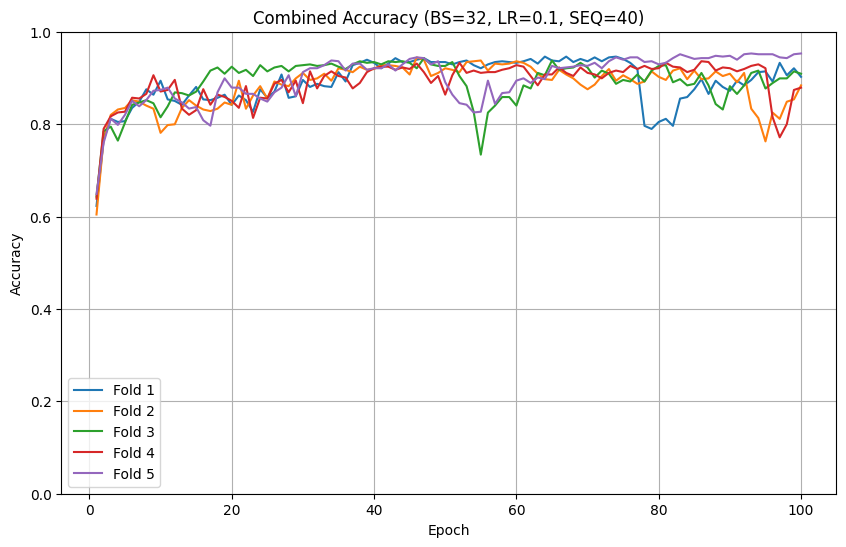 Combined Accuracy (BS=32, LR=0.1, SEQ=40)
1.0
0.8
0.6
0.4
0.2
0.0
Accuracy
Fold 1
Fold 2
Fold 3
Fold 4
Fold 5
0 20 40 60 80 100
Epoch